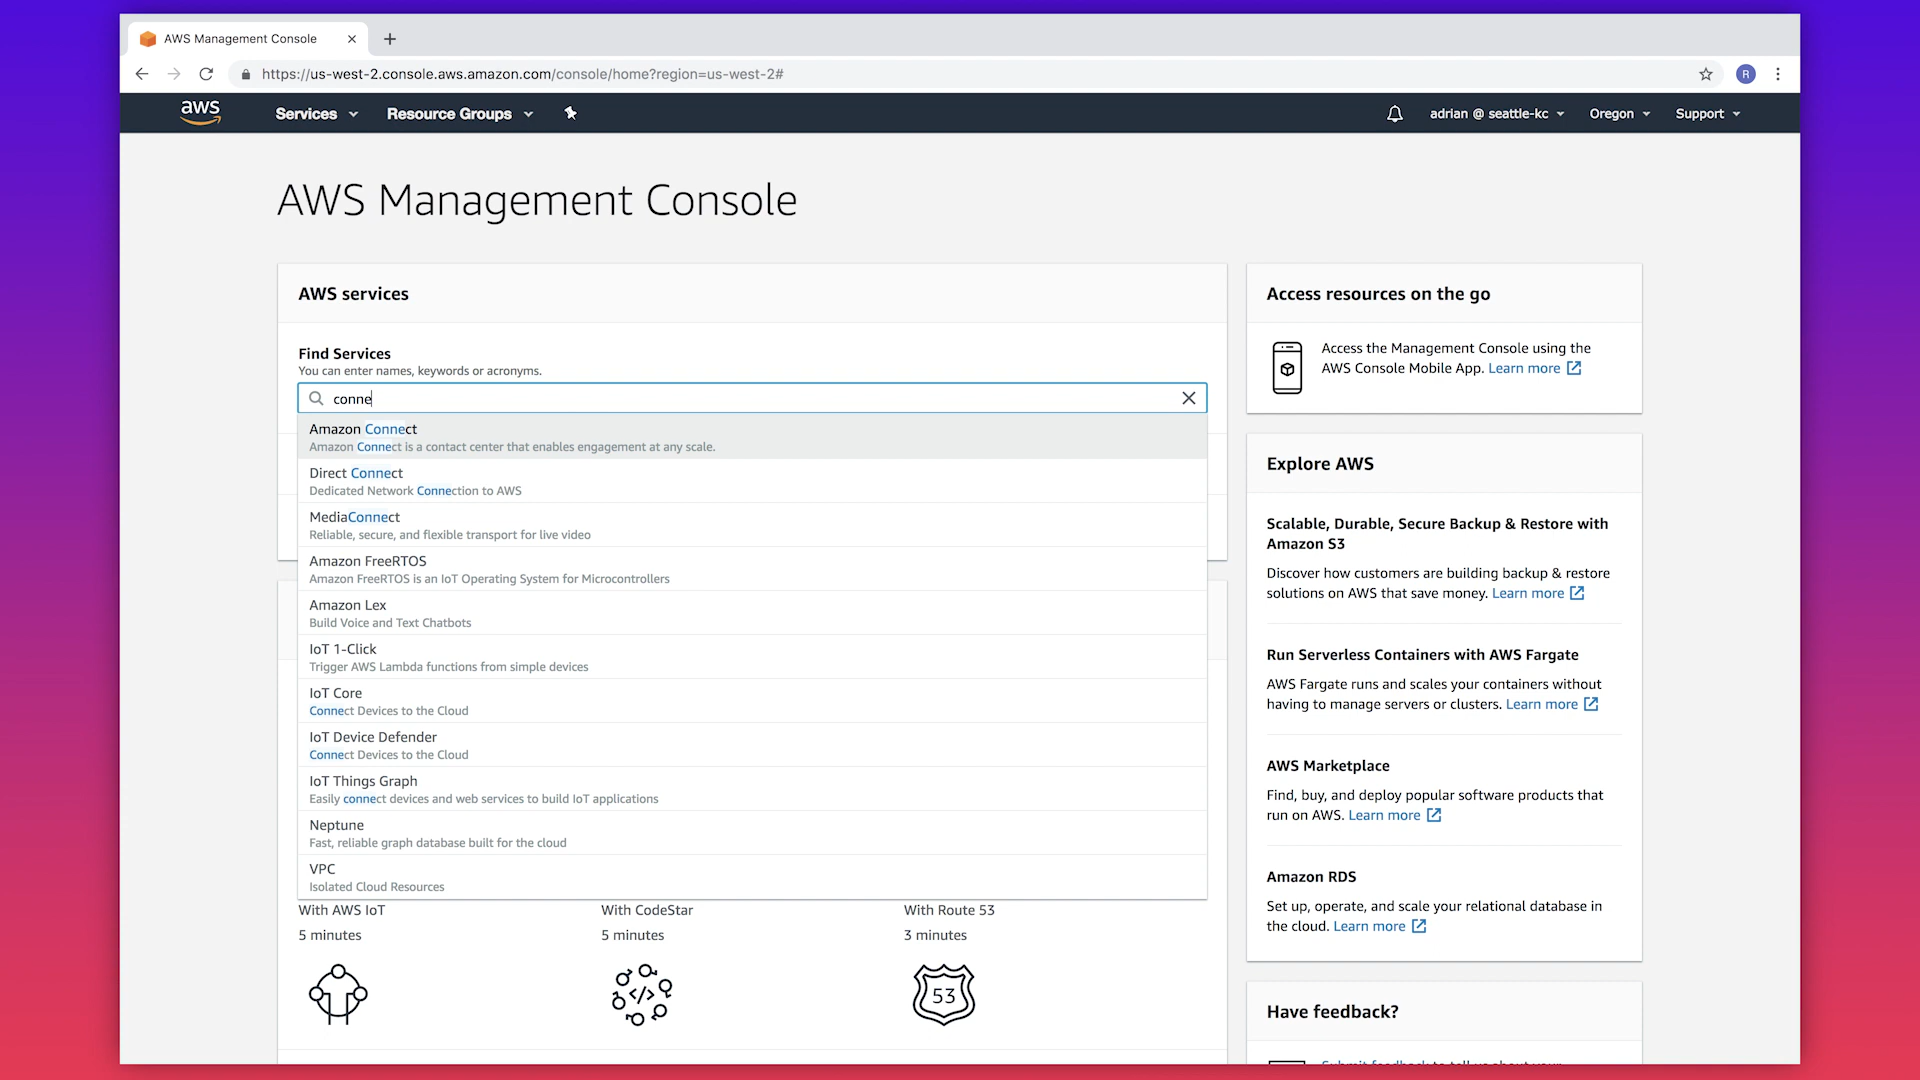 AWS Management Console
https://us-west-2.console.aws.amazon.com/console/home?region=us-west-2#
R
aws
Services
Resource Groups
adrian @ seattle-kc
Oregon
Support
AWS Management Console
AWS services
Find Services
You can enter names, keywords or acronyms.
conne
Amazon Connect
Amazon Connect is a contact center that enables engagement at any scale.
Direct Connect
Dedicated Network Connection to AWS
MediaConnect
Reliable, secure, and flexible transport for live video
Amazon FreeRTOS
Amazon FreeRTOS is an IoT Operating System for Microcontrollers
Amazon Lex
Build Voice and Text Chatbots
IoT 1-Click
Trigger AWS Lambda functions from simple devices
IoT Core
Connect Devices to the Cloud
IoT Device Defender
Connect Devices to the Cloud
IoT Things Graph
Easily connect devices and web services to build IoT applications
Neptune
Fast, reliable graph database built for the cloud
VPC
Isolated Cloud Resources
With AWS IoT
5 minutes
With CodeStar
5 minutes
</>
With Route 53
3 minutes
53
Access resources on the go
Access the Management Console using the
AWS Console Mobile App. Learn more
Explore AWS
Scalable, Durable, Secure Backup & Restore with
Amazon S3
Discover how customers are building backup & restore
solutions on AWS that save money. Learn more
Run Serverless Containers with AWS Fargate
AWS Fargate runs and scales your containers without
having to manage servers or clusters. Learn more
AWS Marketplace
Find, buy, and deploy popular software products that
run on AWS. Learn more
Amazon RDS
Set up, operate, and scale your relational database in
the cloud. Learn more
Have feedback?
Submit feedback to tell us about your